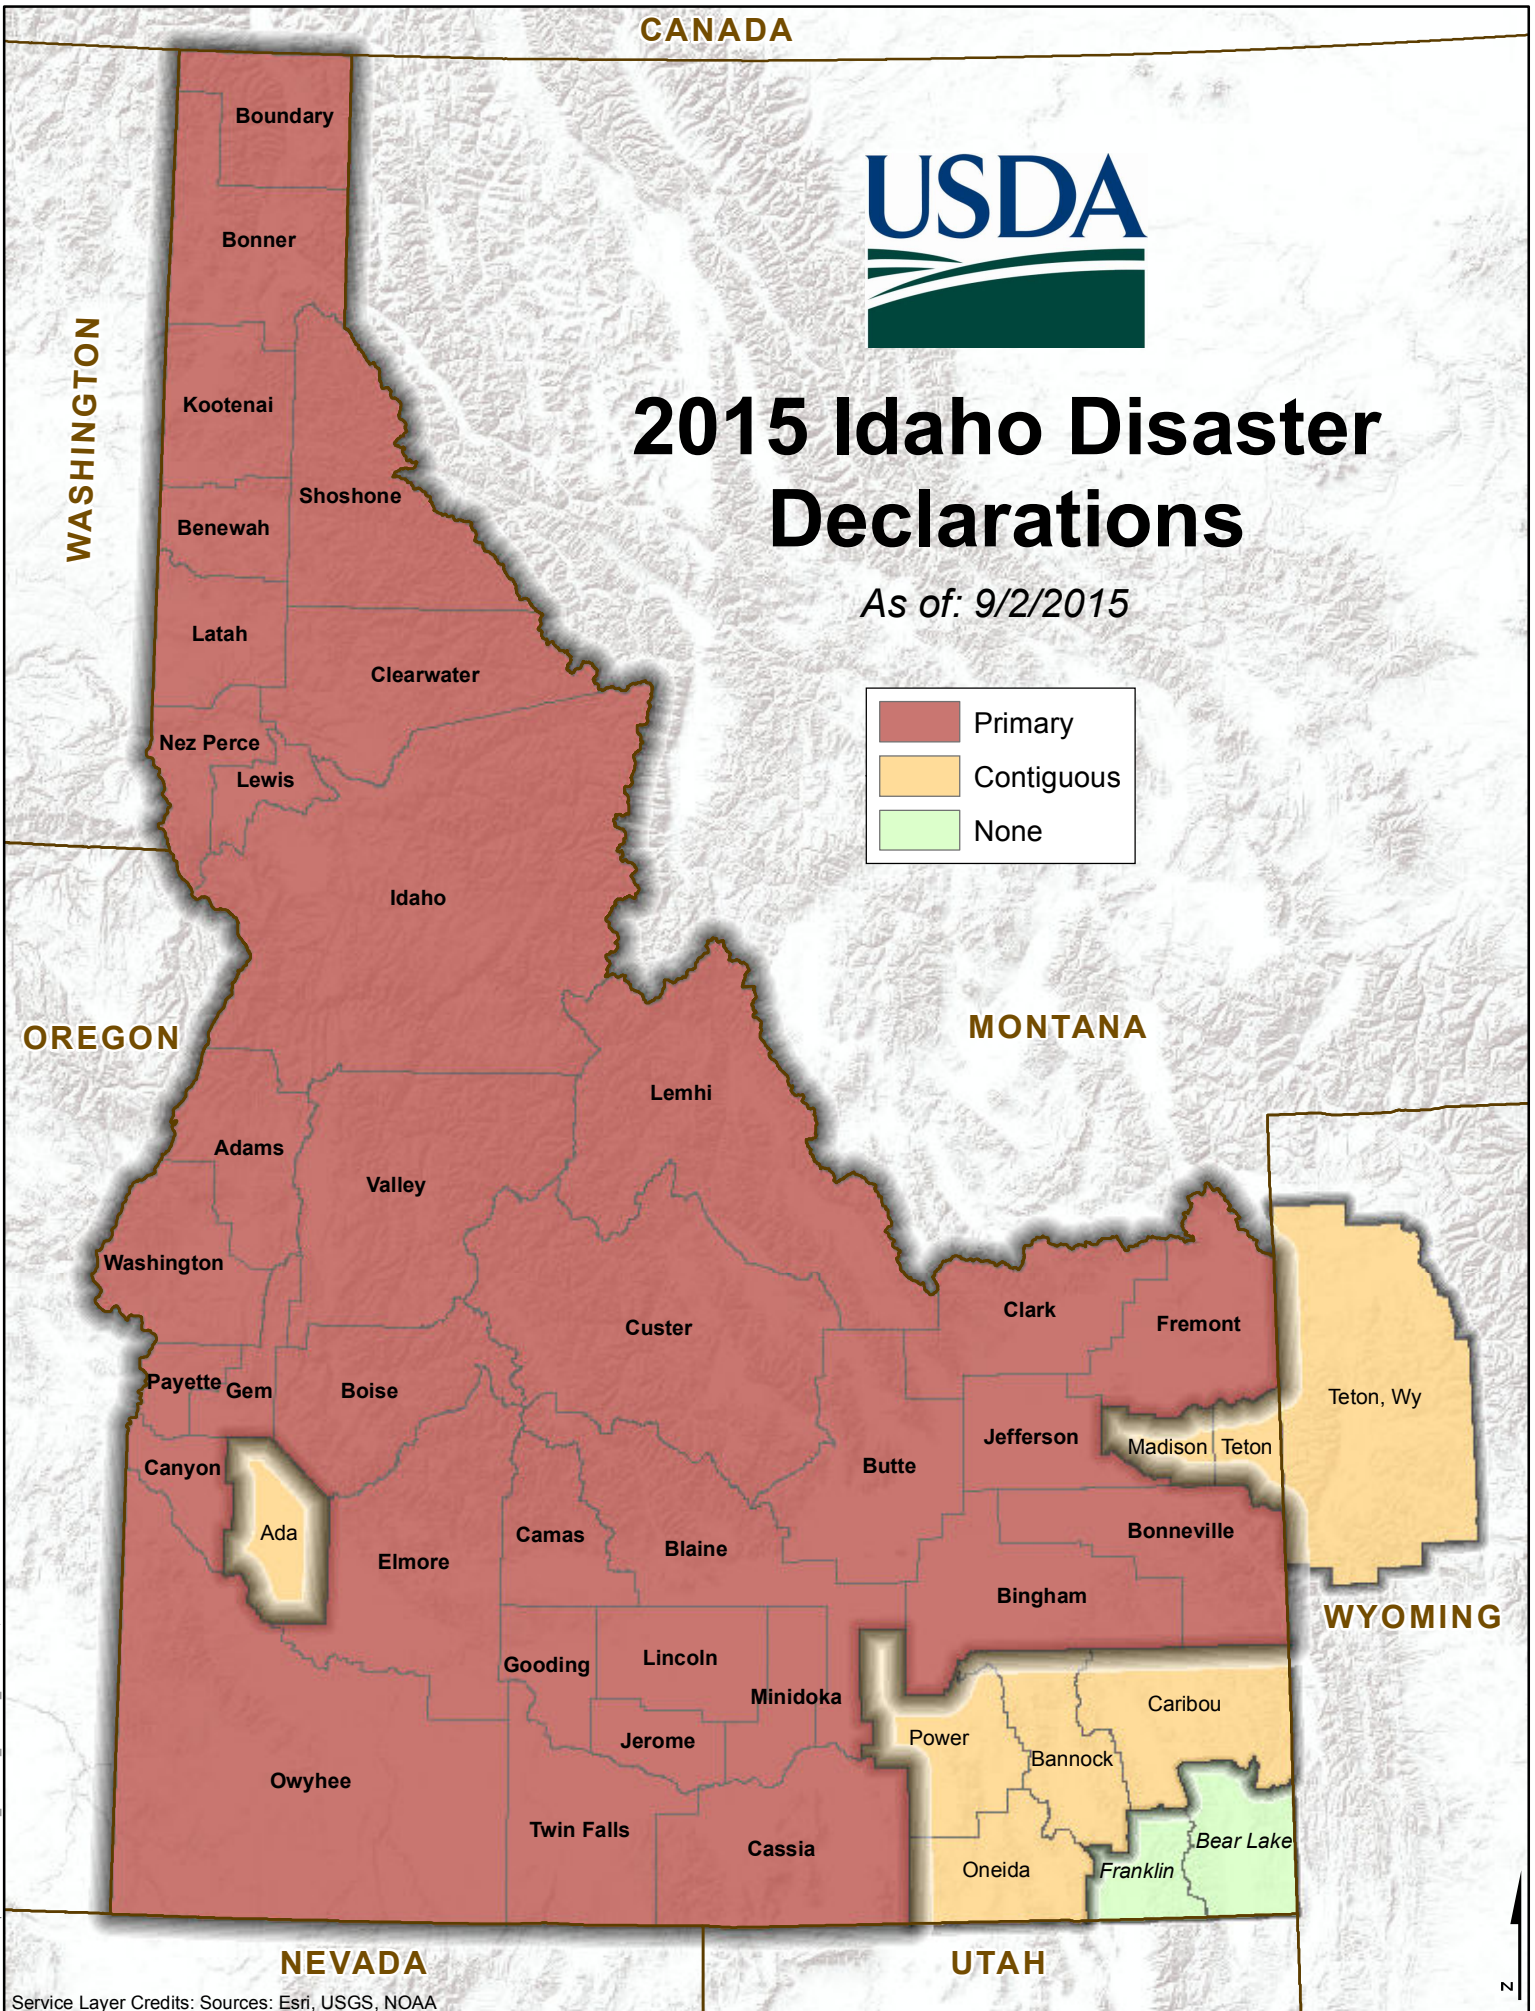 CANADA
Boundary
USDA
Bonner
WASHINGTON
2015 Idaho Disaster
Declarations
Kootenai
Shoshone
Benewah
As of: 9/2/2015
Latah
Clearwater
Primary
Nez Perce
Contiguous
Lewis
None
Idaho
OREGON
MONTANA
Lemhi
Adams
Valley
Washington
Clark
Custer
Fremont
Payette
Gem
Boise
Teton, Wy
Jefferson
Madison
Teton
Canyon
Butte
Ada
Camas
Bonneville
Elmore
Blaine
Bingham
WYOMING
Gooding
Lincoln
Minidoka
Caribou
Jerome
Power
Bannock
Owyhee
Twin Falls
Cassia
Bear Lake
Oneida
Franklin
NEVADA
UTAH
N
Service Layer Credits: Sources: Esri, USGS, NOAA